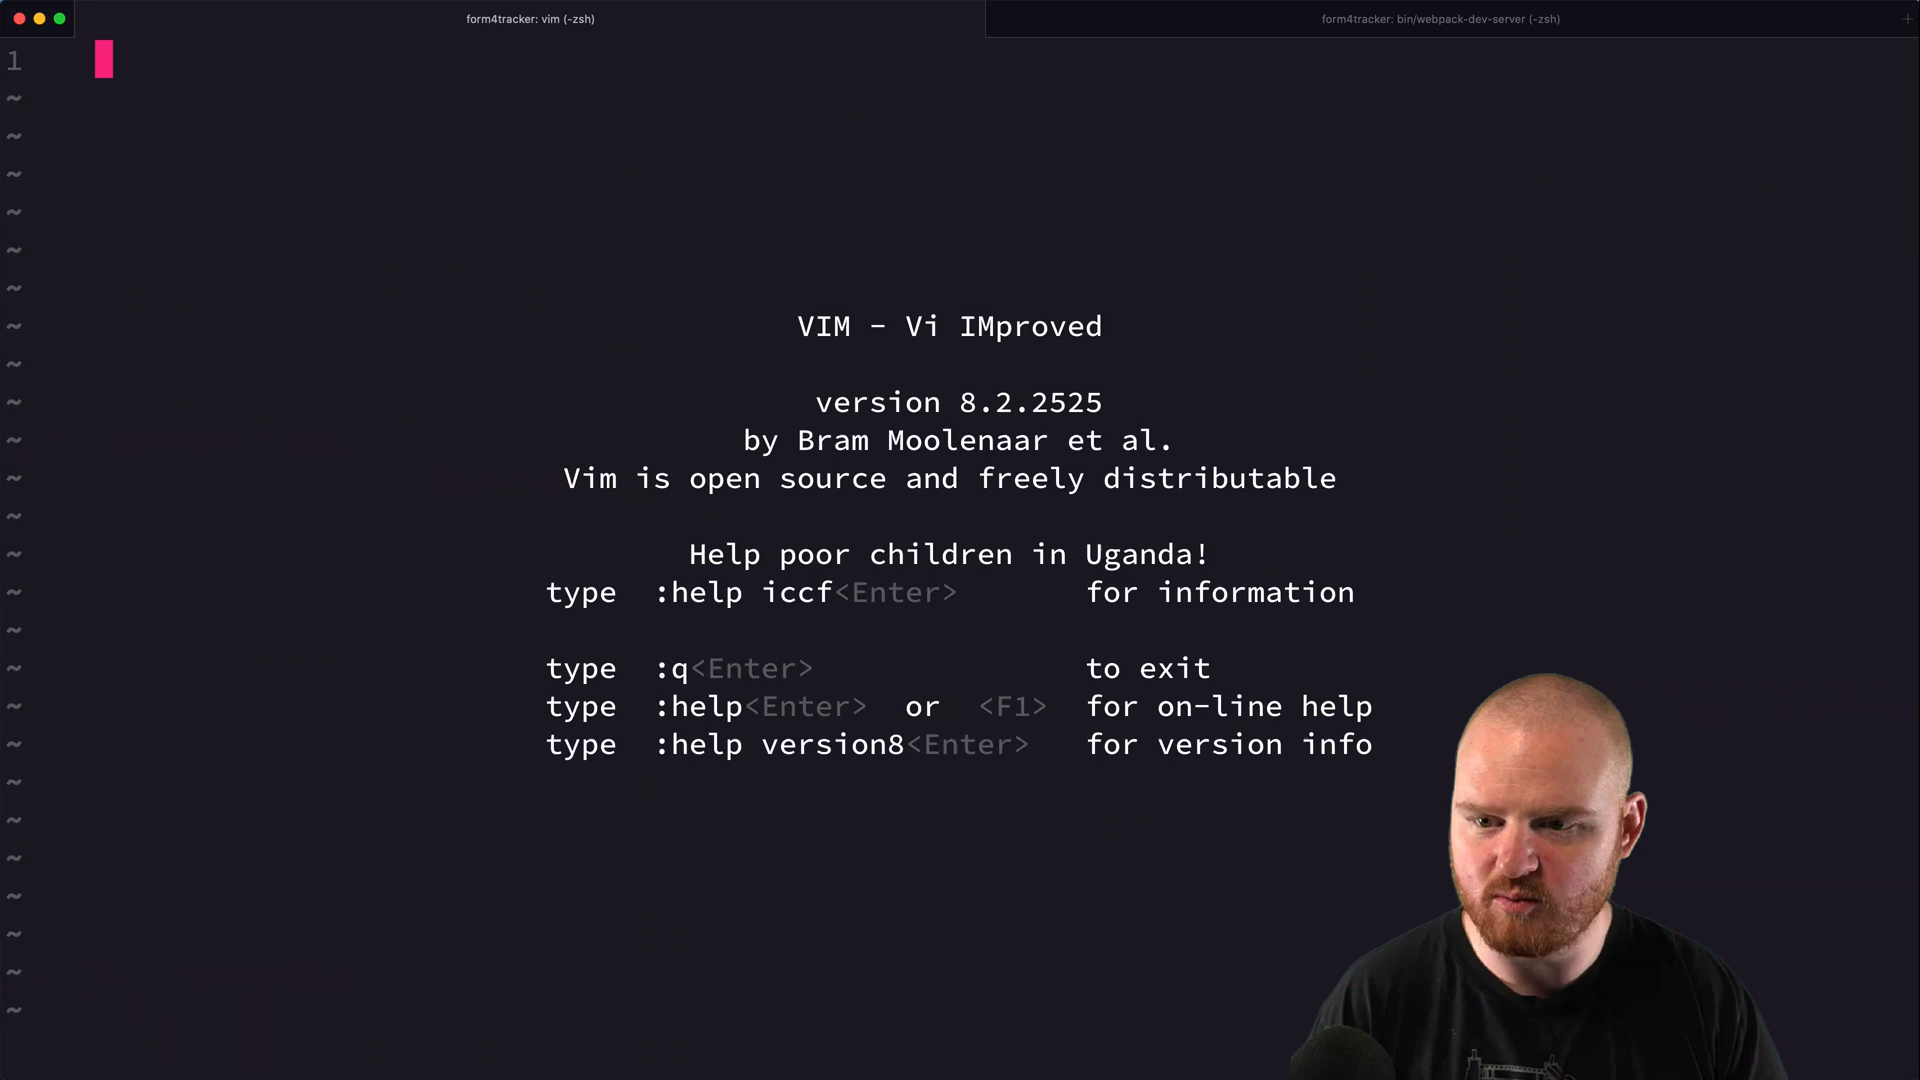 form4tracker: vim (-zsh)
form4tracker: bin/webpack-dev-server (-zsh)
+
1
~
~
~
~
~
~
~ VIM - Vi IMproved
~
~ version 8.2.2525
~ by Bram Moolenaar et al.
~ Vim is open source and freely distributable
~
~ Help poor children in Uganda!
~ type :help iccf<Enter> for information
~
~ type :q<Enter> to exit
~ type :help<Enter> or <F1> for on-line help
~ type :help version8<Enter> for version info
~
~
~
~
~
~
~